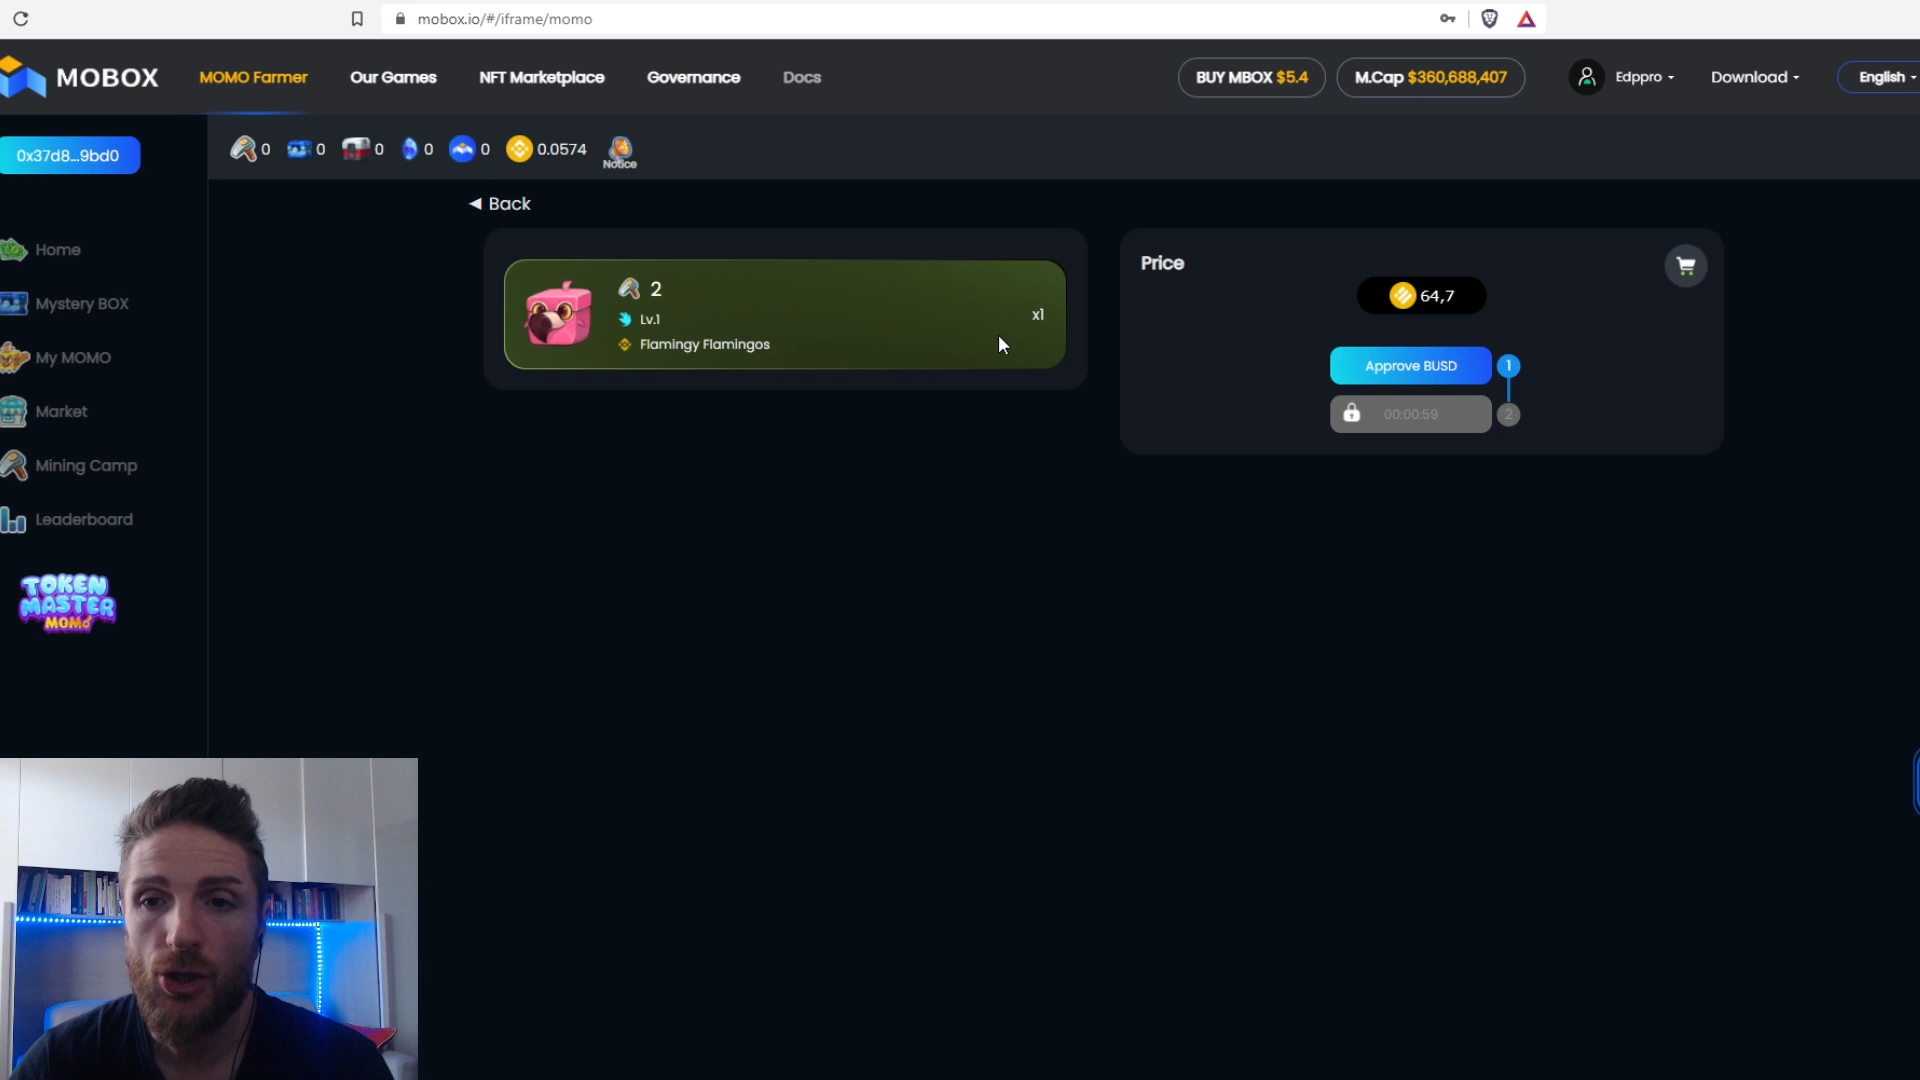 mobox.io/#/iframe/momo
MOBOX
MOMO Farmer
Our Games
NFT Marketplace
Governance
Docs
BUY MBOX $5.4
M.Cap $360,688,407
Edppro
Download
English
0x37d8...9bd0
0
0
0
0
0
0.0574
Notice
◀ Back
Home
Mystery BOX
My MOMO
Market
Mining Camp
Leaderboard
TOKEN
MASTER
MOMO
2
Lv.1
Flamingy Flamingos
x1
Price
64,7
Approve BUSD
1
00:00:59
2